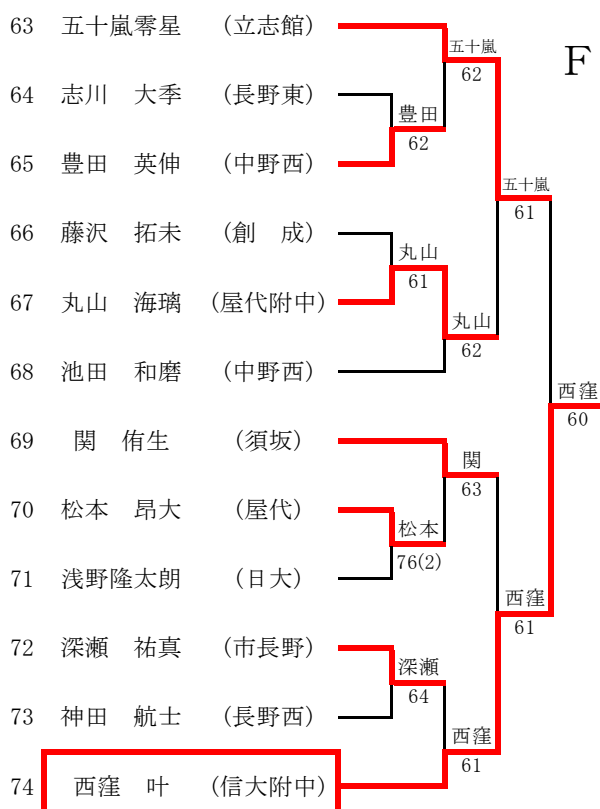 63 五十嵐零星 (立志館)
五十嵐
62
F
64 志川 大季 (長野東)
豊田
62
65 豊田 英伸 (中野西)
五十嵐
61
66 藤沢 拓未 (創 成)
丸山
61
67 丸山 海璃 (屋代附中)
丸山
62
68 池田 和磨 (中野西)
西窪
60
69 関 侑生 (須坂)
関
63
70 松本 昂大 (屋代)
松本
76(2)
71 浅野隆太朗 (日大)
西窪
61
72 深瀬 祐真 (市長野)
深瀬
64
73 神田 航士 (長野西)
西窪
61
74 西窪 叶 (信大附中)